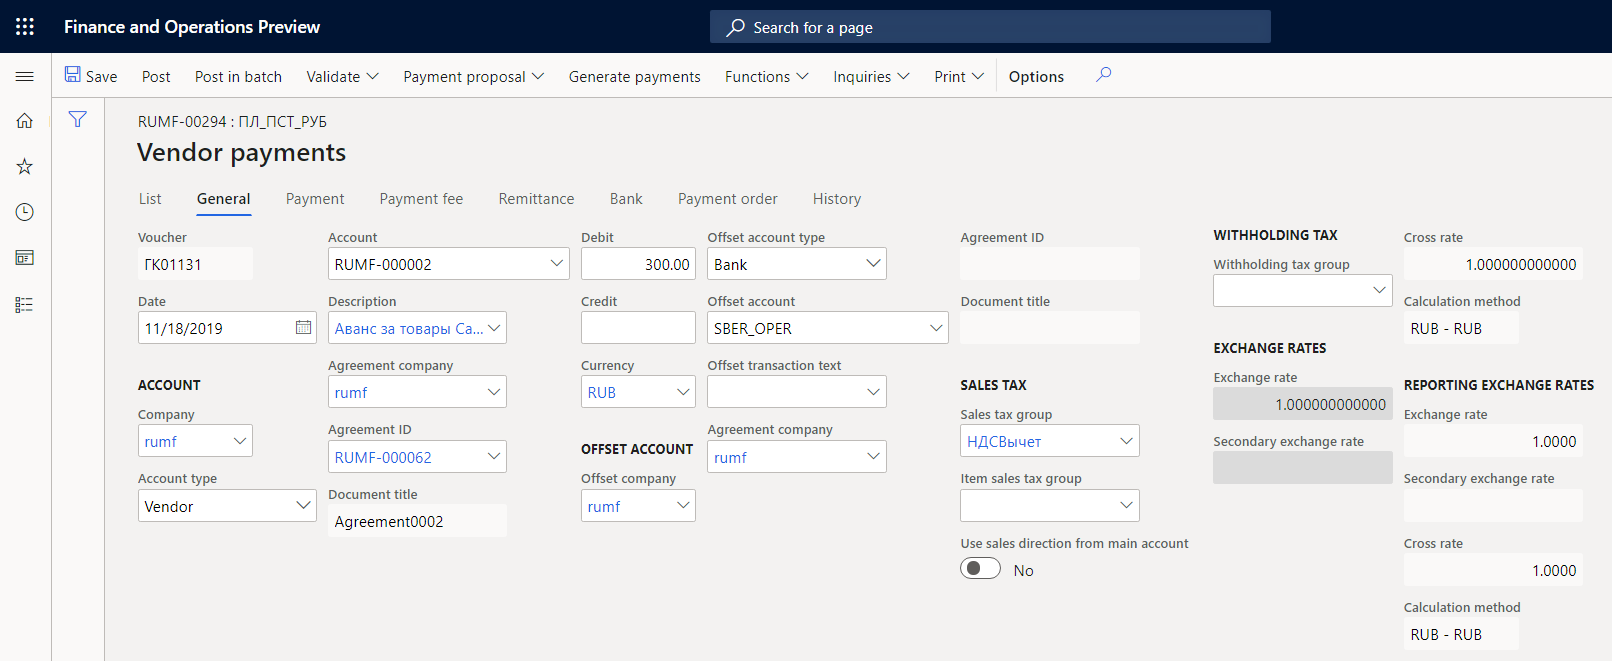 Finance and Operations Preview
Search for a page
Save Post Post in batch Validate Payment proposal Generate payments Functions Inquiries Print Options
RUMF-00294 : ПЛ_ПСТ_РУБ
Vendor payments
List General Payment Payment fee Remittance Bank Payment order History
Voucher
ГК01131
Date
11/18/2019
ACCOUNT
Company
rumf
Account type
Vendor
Account
RUMF-000002
Description
Аванс за товары Са...
Agreement company
rumf
Agreement ID
RUMF-000062
Document title
Agreement0002
Debit
300.00
Credit
Currency
RUB
OFFSET ACCOUNT
Offset company
rumf
Offset account type
Bank
Offset account
SBER_OPER
Offset transaction text
Agreement company
rumf
Agreement ID
Document title
SALES TAX
Sales tax group
НДСВычет
Item sales tax group
Use sales direction from main account
No
WITHHOLDING TAX
Withholding tax group
EXCHANGE RATES
Exchange rate
1.000000000000
Secondary exchange rate
Cross rate
1.000000000000
Calculation method
RUB - RUB
REPORTING EXCHANGE RATES
Exchange rate
1.0000
Secondary exchange rate
Cross rate
1.0000
Calculation method
RUB - RUB